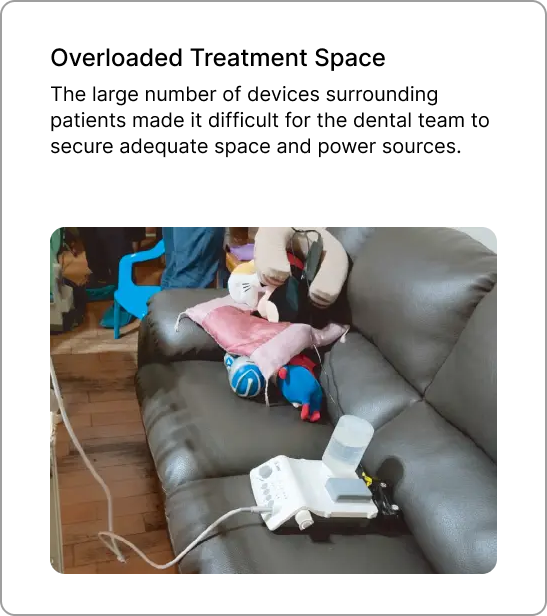 Overloaded Treatment Space
The large number of devices surrounding
patients made it difficult for the dental team to
secure adequate space and power sources.